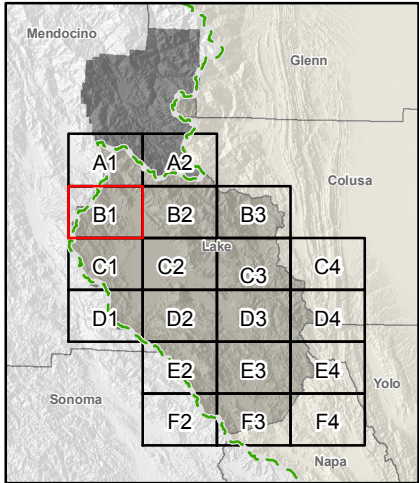 Mendocino
Glenn
A1 A2
Colusa
B1 B2 B3
Lake
C1 C2 C3 C4
D1 D2 D3 D4
E2 E3 E4
Yolo
Sonoma
F2 F3 F4
Napa